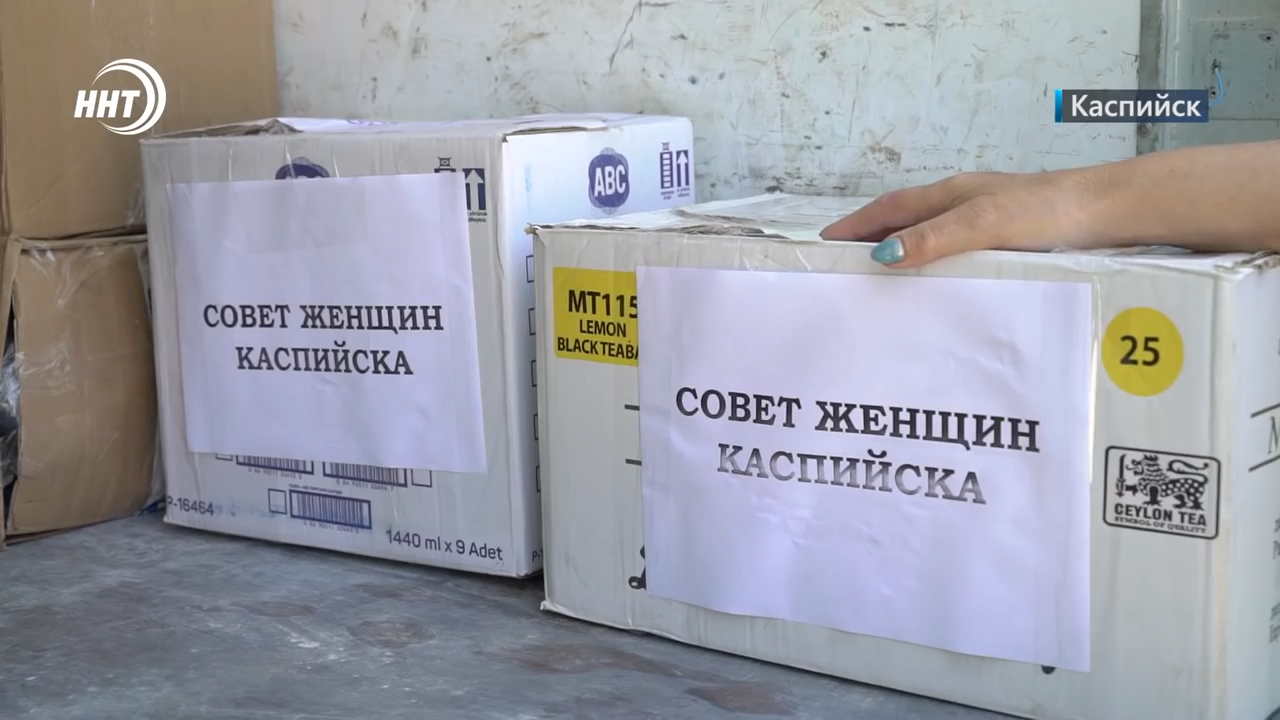 ННТ
Каспийск
ABC
СОВЕТ ЖЕНЩИН
КАСПИЙСКА
P-16464
1440 ml x 9 Adet
MT115
LEMON
BLACK TEABA
25
СОВЕТ ЖЕНЩИН
КАСПИЙСКА
CEYLON TEA
SYMBOL OF QUALITY